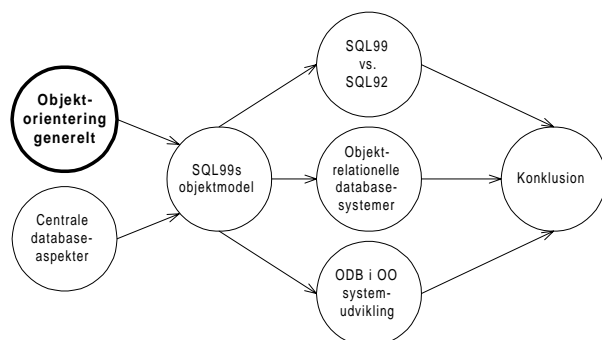 Objekt-
orientering
generelt
Centrale
database-
aspekter
SQL99s
objektmodel
SQL99
vs.
SQL92
Objekt-
relationelle
database-
systemer
ODB i OO
system-
udvikling
Konklusion